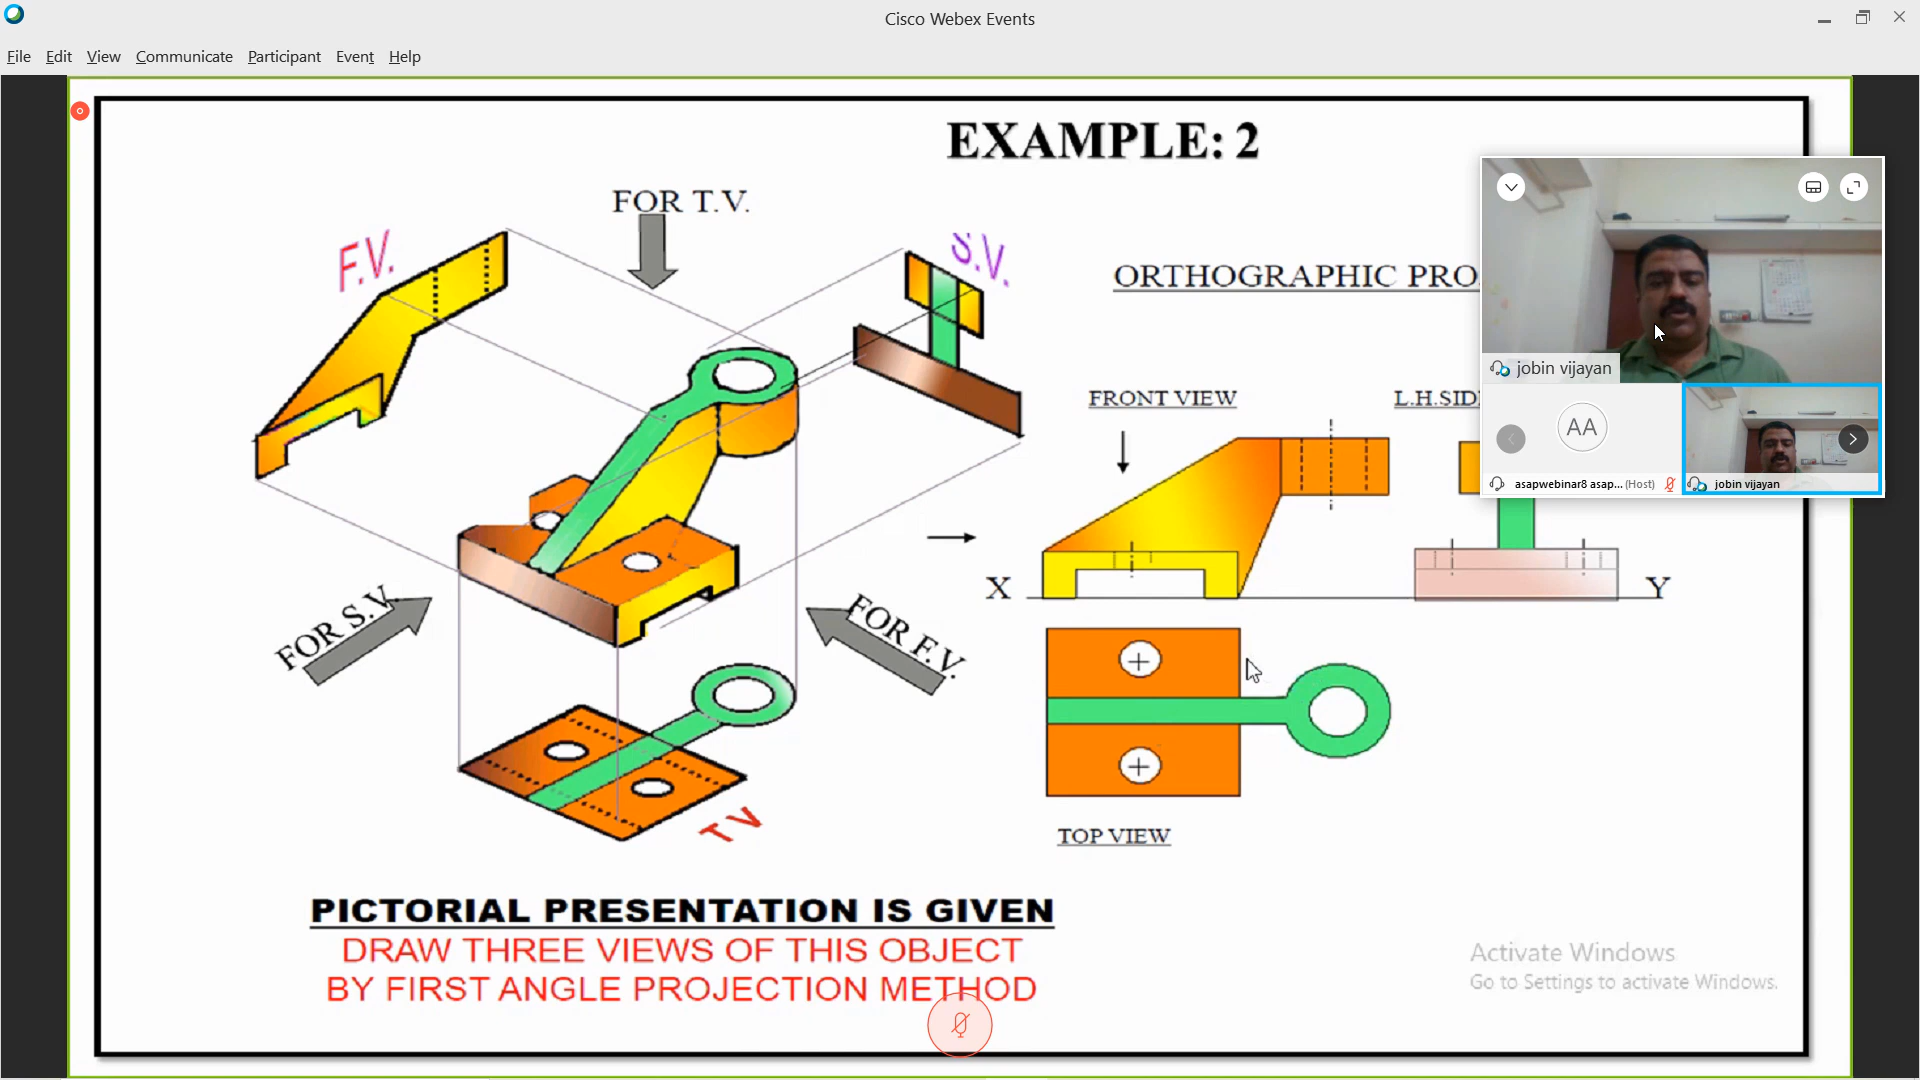 Cisco Webex Events
File Edit View Communicate Participant Event Help
EXAMPLE: 2
FOR T.V.
F.V.
S.V.
ORTHOGRAPHIC PRO
jobin vijayan
FRONT VIEW
L.H.SIDE
AA
asapwebinar8 asap... (Host)
jobin vijayan
X
Y
FOR S.V.
FOR F.V.
T V
TOP VIEW
PICTORIAL PRESENTATION IS GIVEN
DRAW THREE VIEWS OF THIS OBJECT
BY FIRST ANGLE PROJECTION METHOD
Activate Windows
Go to Settings to activate Windows.